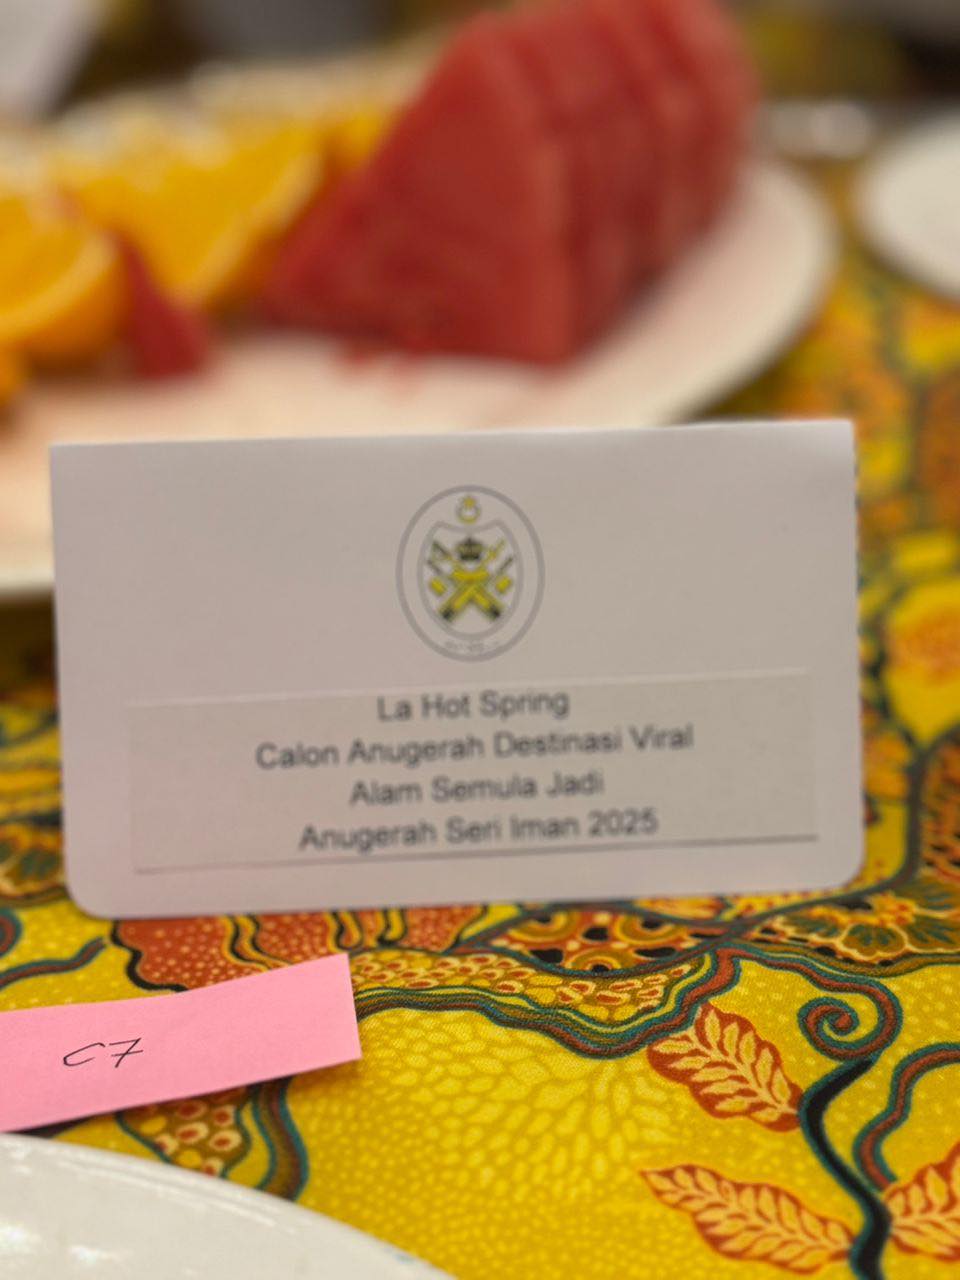 La Hot Spring
Calon Anugerah Destinasi Viral
Alam Semula Jadi
Anugerah Seri Iman 2025
C7